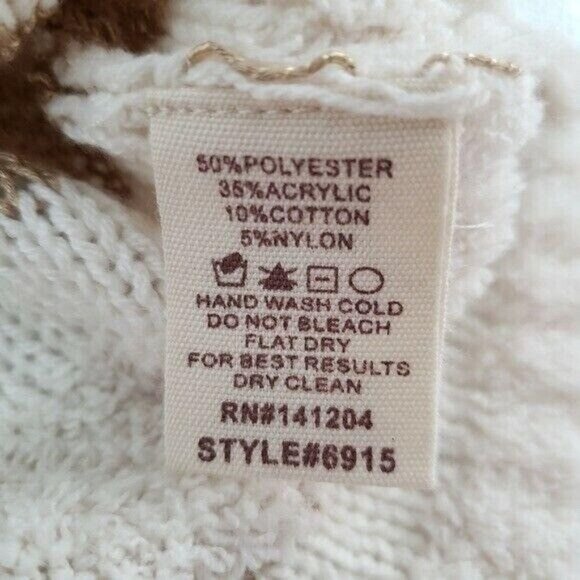 50%POLYESTER
35%ACRYLIC
10%COTTON
5%NYLON
HAND WASH COLD
DO NOT BLEACH
FLAT DRY
FOR BEST RESULTS
DRY CLEAN
RN#141204
STYLE#6915